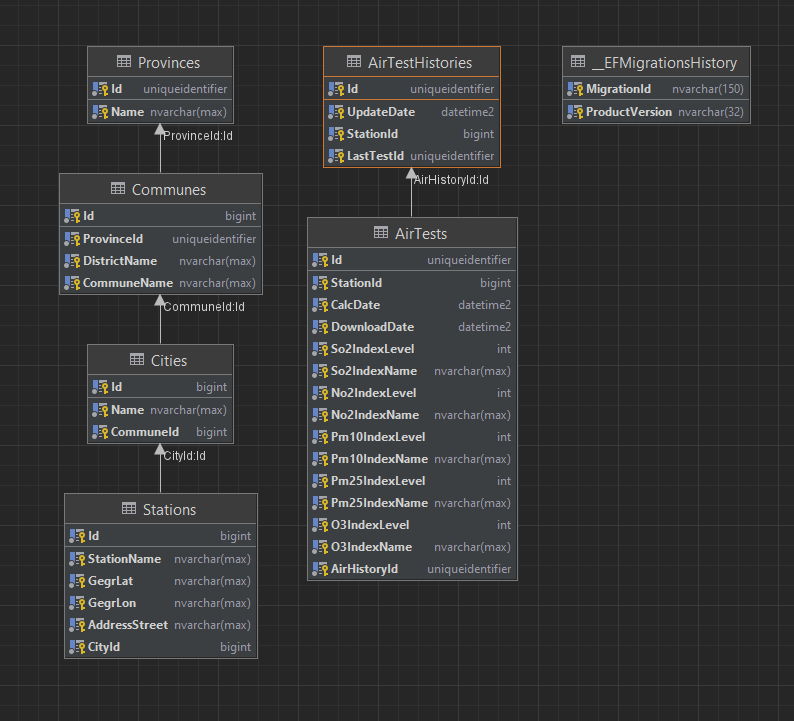 Provinces
Id uniqueidentifier
Name nvarchar(max)
ProvinceId:Id
Communes
Id bigint
ProvinceId uniqueidentifier
DistrictName nvarchar(max)
CommuneName nvarchar(max)
CommuneId:Id
Cities
Id bigint
Name nvarchar(max)
CommuneId bigint
CityId:Id
Stations
Id bigint
StationName nvarchar(max)
GegrLat nvarchar(max)
GegrLon nvarchar(max)
AddressStreet nvarchar(max)
CityId bigint
AirTestHistories
Id uniqueidentifier
UpdateDate datetime2
StationId bigint
LastTestId uniqueidentifier
AirHistoryId:Id
AirTests
Id uniqueidentifier
StationId bigint
CalcDate datetime2
DownloadDate datetime2
So2IndexLevel int
So2IndexName nvarchar(max)
No2IndexLevel int
No2IndexName nvarchar(max)
Pm10IndexLevel int
Pm10IndexName nvarchar(max)
Pm25IndexLevel int
Pm25IndexName nvarchar(max)
O3IndexLevel int
O3IndexName nvarchar(max)
AirHistoryId uniqueidentifier
__EFMigrationsHistory
MigrationId nvarchar(150)
ProductVersion nvarchar(32)